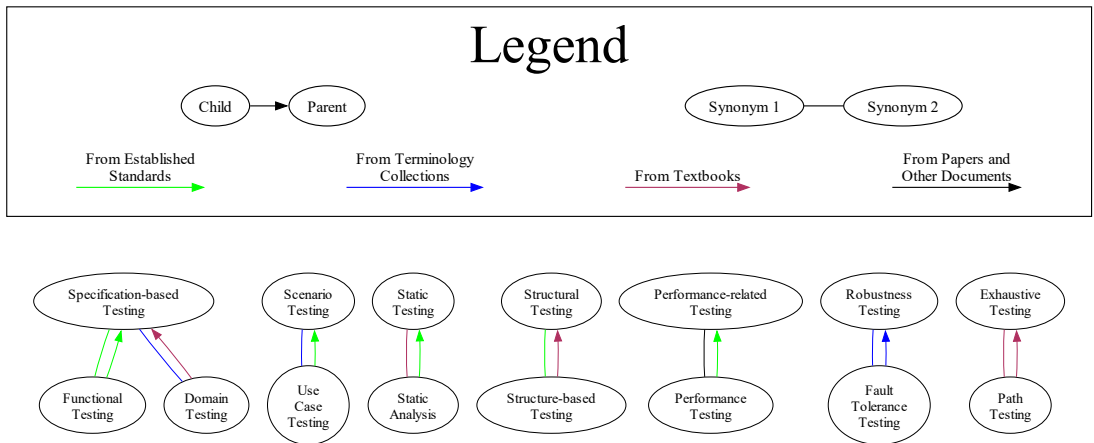 Legend
Child
Parent
Synonym 1
Synonym 2
From Established
Standards
From Terminology
Collections
From Textbooks
From Papers and
Other Documents
Specification-based
Testing
Scenario
Testing
Static
Testing
Structural
Testing
Performance-related
Testing
Robustness
Testing
Exhaustive
Testing
Functional
Testing
Domain
Testing
Use
Case
Testing
Static
Analysis
Structure-based
Testing
Performance
Testing
Fault
Tolerance
Testing
Path
Testing